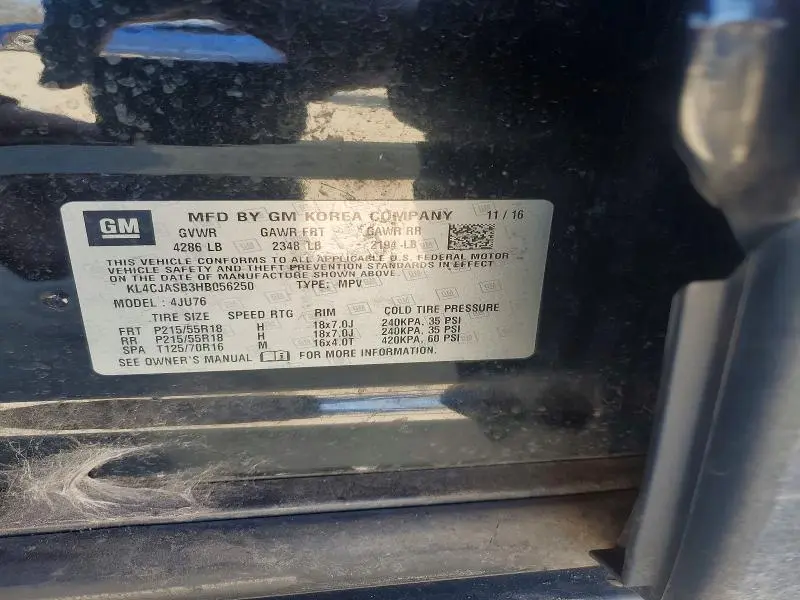 GM MFD BY GM KOREA COMPANY 11 / 16
GVWR GAWR FRT GAWR RR
4286 LB 2348 LB 2194 LB
THIS VEHICLE CONFORMS TO ALL APPLICABLE U.S. FEDERAL MOTOR
VEHICLE SAFETY AND THEFT PREVENTION STANDARDS IN EFFECT
ON THE DATE OF MANUFACTURE SHOWN ABOVE.
KL4CJASB3HB056250 TYPE: MPV
MODEL : 4JU76
TIRE SIZE SPEED RTG RIM COLD TIRE PRESSURE
FRT P215/55R18 H 18x7.0J 240KPA, 35 PSI
RR P215/55R18 H 18x7.0J 240KPA, 35 PSI
SPA T125/70R16 M 16x4.0T 420KPA, 60 PSI
SEE OWNER'S MANUAL FOR MORE INFORMATION.